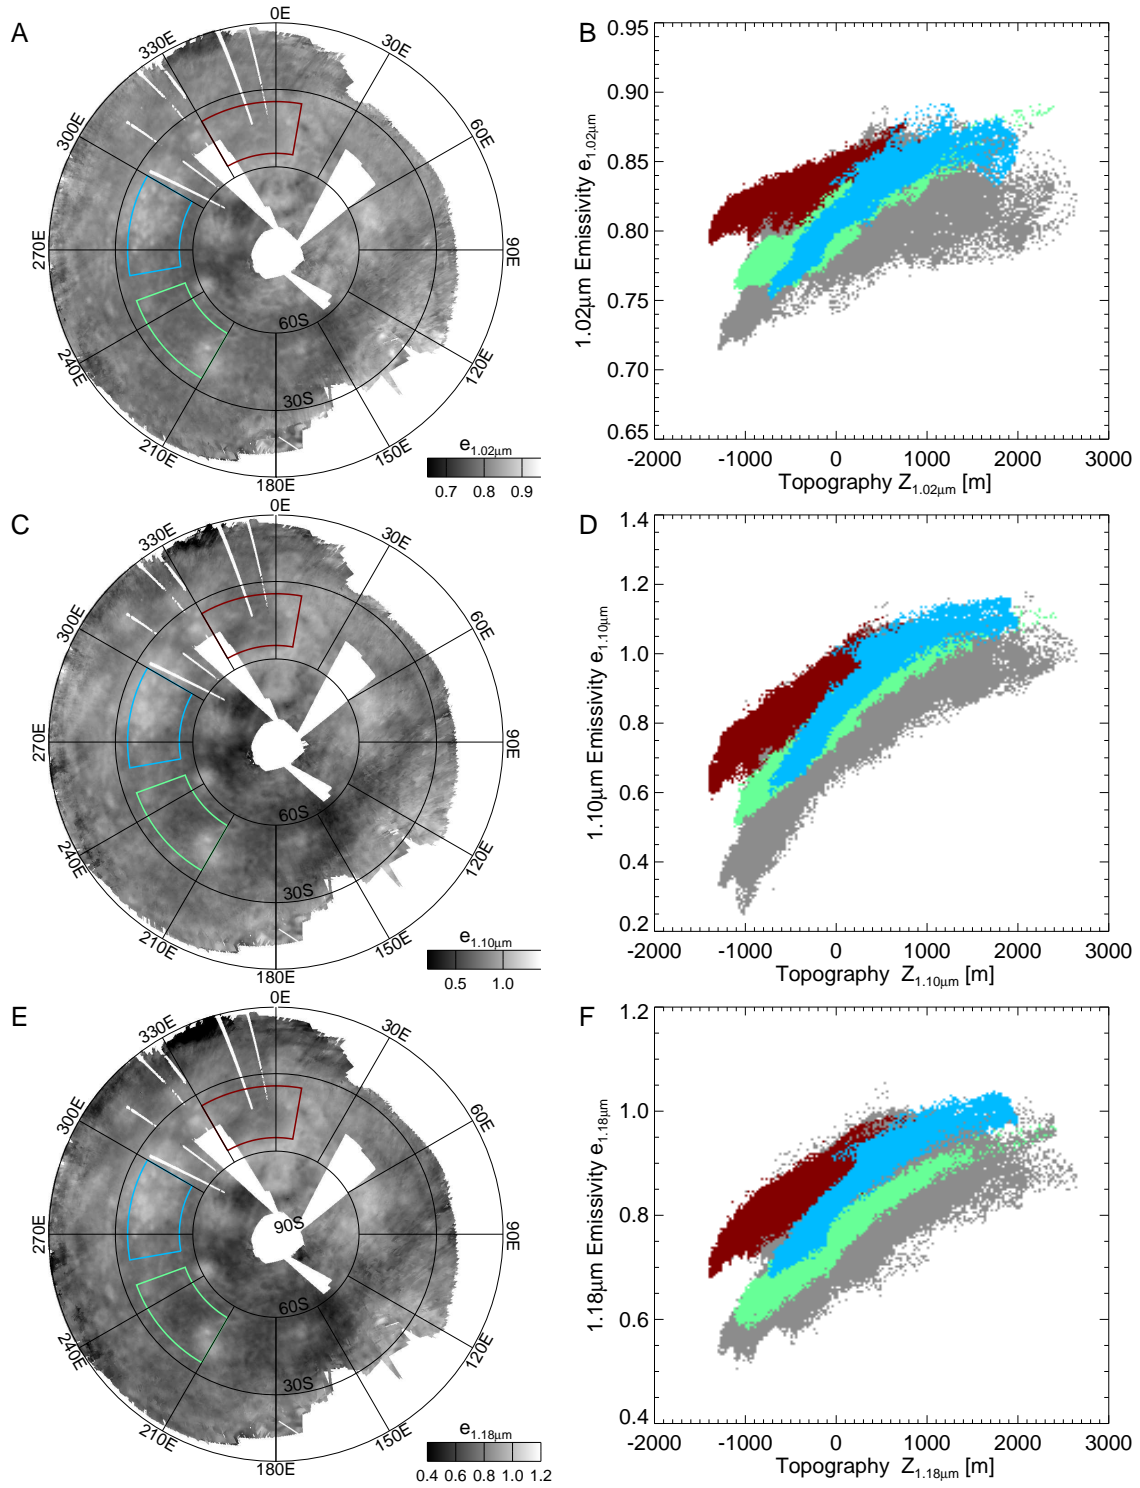 A
0E
30E
60E
90E
120E
150E
180E
210E
240E
270E
300E
330E
60S
30S
e1.02µm
0.7 0.8 0.9
B
0.95
0.90
0.85
0.80
0.75
0.70
0.65
1.02µm Emissivity e1.02µm
-2000 -1000 0 1000 2000 3000
Topography Z1.02µm [m]
C
0E
30E
60E
90E
120E
150E
180E
210E
240E
270E
300E
330E
60S
30S
e1.10µm
0.5 1.0
D
1.4
1.2
1.0
0.8
0.6
0.4
0.2
1.10µm Emissivity e1.10µm
-2000 -1000 0 1000 2000 3000
Topography Z1.10µm [m]
E
0E
30E
60E
90E
120E
150E
180E
210E
240E
270E
300E
330E
90S
60S
30S
e1.18µm
0.4 0.6 0.8 1.0 1.2
F
1.2
1.0
0.8
0.6
0.4
1.18µm Emissivity e1.18µm
-2000 -1000 0 1000 2000 3000
Topography Z1.18µm [m]